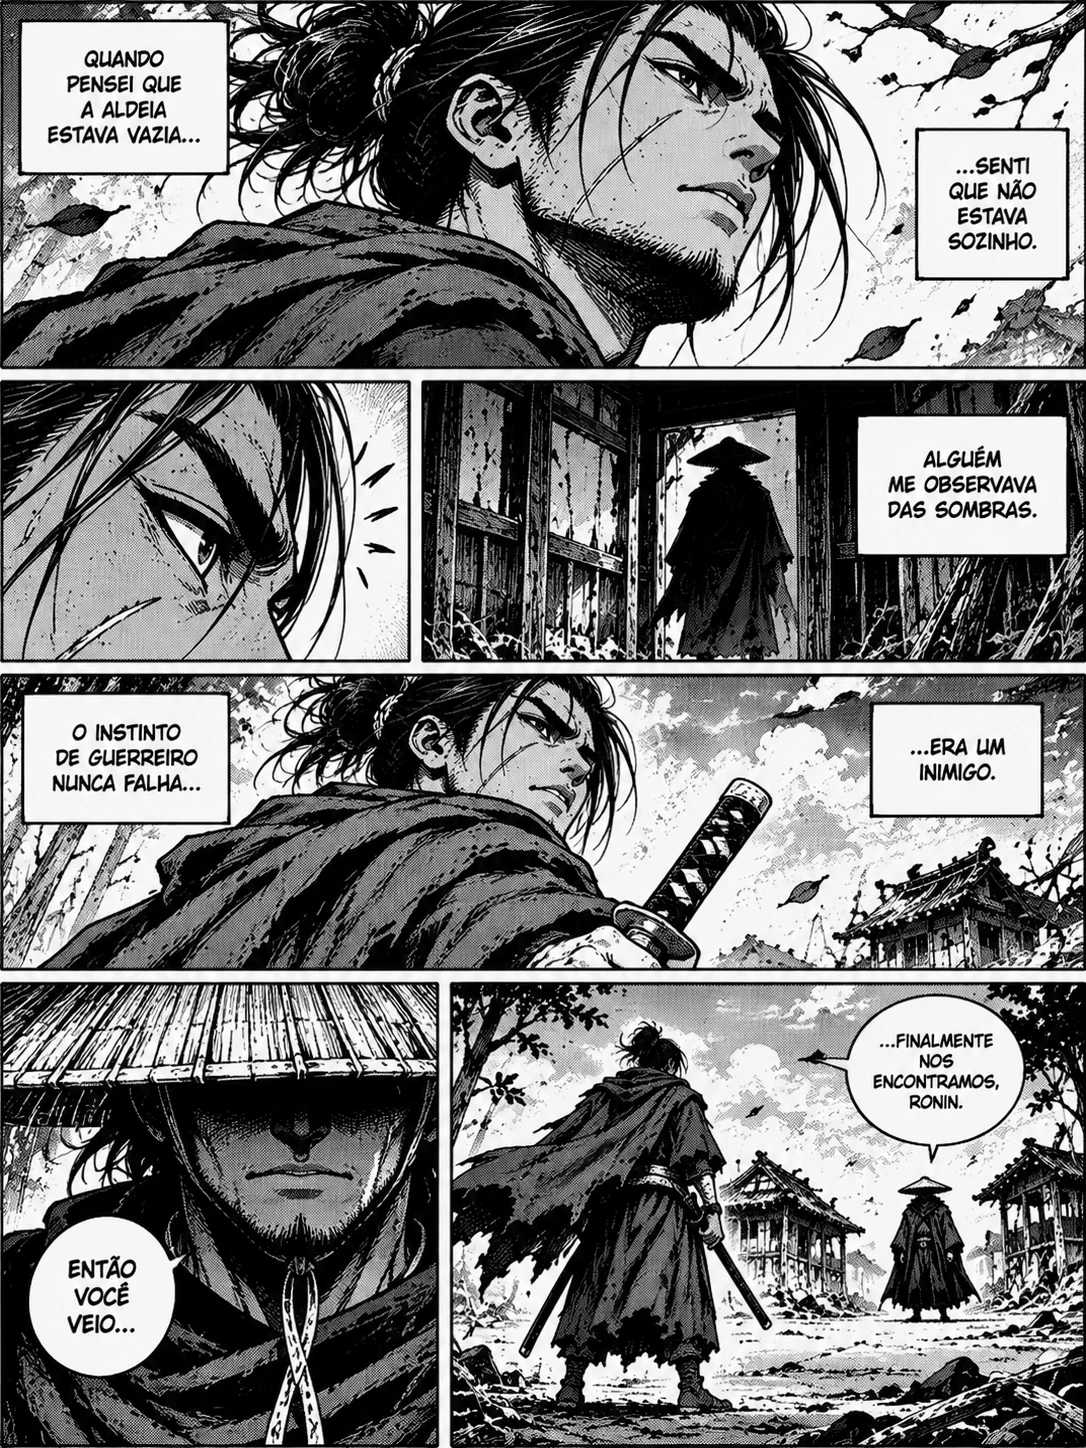 QUANDO
PENSEI QUE
A ALDEIA
ESTAVA VAZIA...
...SENTI
QUE NÃO
ESTAVA
SOZINHO.
ALGUÉM
ME OBSERVAVA
DAS SOMBRAS.
O INSTINTO
DE GUERREIRO
NUNCA FALHA...
...ERA UM
INIMIGO.
ENTÃO
VOCÊ
VEIO...
...FINALMENTE
NOS
ENCONTRAMOS,
RONIN.